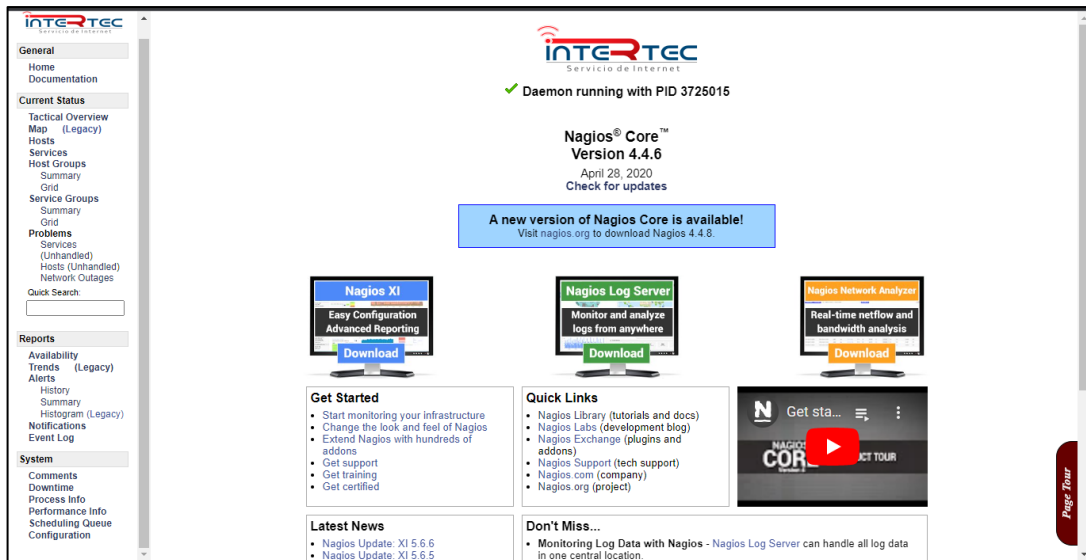 INTERTEC
Servicio de Internet
General
Home
Documentation
Current Status
Tactical Overview
Map (Legacy)
Hosts
Services
Host Groups
Summary
Grid
Service Groups
Summary
Grid
Problems
Services
(Unhandled)
Hosts (Unhandled)
Network Outages
Quick Search:
Reports
Availability
Trends (Legacy)
Alerts
History
Summary
Histogram (Legacy)
Notifications
Event Log
System
Comments
Downtime
Process Info
Performance Info
Scheduling Queue
Configuration
INTERTEC
Servicio de Internet
Daemon running with PID 3725015
Nagios® Core™
Version 4.4.6
April 28, 2020
Check for updates
A new version of Nagios Core is available!
Visit nagios.org to download Nagios 4.4.8.
Nagios XI
Easy Configuration
Advanced Reporting
Download
Nagios Log Server
Monitor and analyze
logs from anywhere
Download
Nagios Network Analyzer
Real-time netflow and
bandwidth analysis
Download
Get Started
• Start monitoring your infrastructure
• Change the look and feel of Nagios
• Extend Nagios with hundreds of
addons
• Get support
• Get training
• Get certified
Quick Links
• Nagios Library (tutorials and docs)
• Nagios Labs (development blog)
• Nagios Exchange (plugins and
addons)
• Nagios Support (tech support)
• Nagios.com (company)
• Nagios.org (project)
N Get sta...
NAGIOS
CORE
CT TOUR
Latest News
• Nagios Update: XI 5.6.6
• Nagios Update: XI 5.6.5
Don't Miss...
• Monitoring Log Data with Nagios - Nagios Log Server can handle all log data
in one central location.
Page Tour